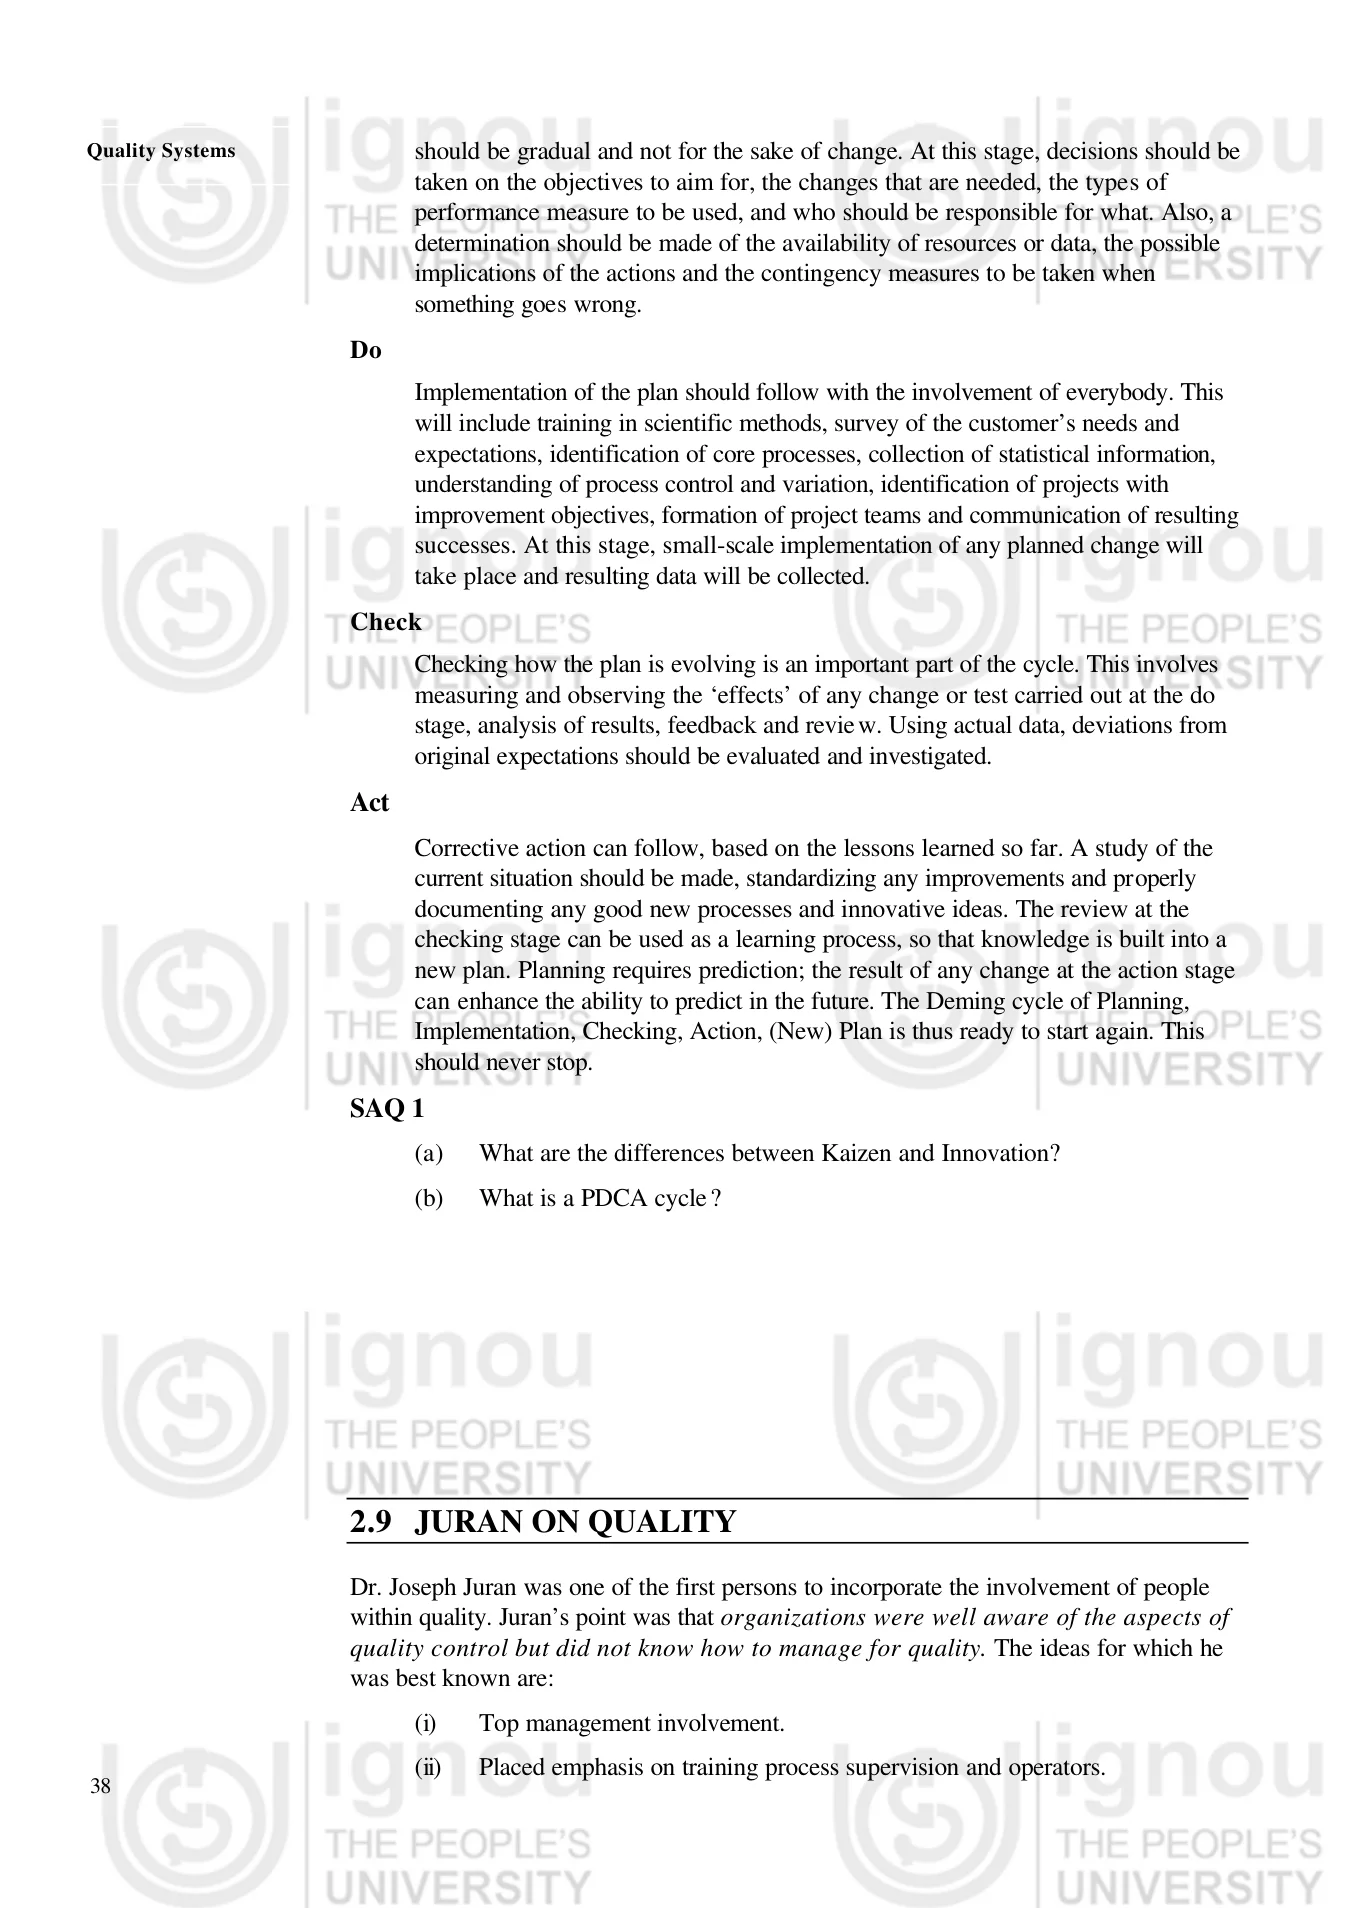 Quality Systems
should be gradual and not for the sake of change. At this stage, decisions should be
taken on the objectives to aim for, the changes that are needed, the types of
performance measure to be used, and who should be responsible for what. Also, a
determination should be made of the availability of resources or data, the possible
implications of the actions and the contingency measures to be taken when
something goes wrong.
Do
Implementation of the plan should follow with the involvement of everybody. This
will include training in scientific methods, survey of the customer’s needs and
expectations, identification of core processes, collection of statistical information,
understanding of process control and variation, identification of projects with
improvement objectives, formation of project teams and communication of resulting
successes. At this stage, small-scale implementation of any planned change will
take place and resulting data will be collected.
Check
Checking how the plan is evolving is an important part of the cycle. This involves
measuring and observing the ‘effects’ of any change or test carried out at the do
stage, analysis of results, feedback and review. Using actual data, deviations from
original expectations should be evaluated and investigated.
Act
Corrective action can follow, based on the lessons learned so far. A study of the
current situation should be made, standardizing any improvements and properly
documenting any good new processes and innovative ideas. The review at the
checking stage can be used as a learning process, so that knowledge is built into a
new plan. Planning requires prediction; the result of any change at the action stage
can enhance the ability to predict in the future. The Deming cycle of Planning,
Implementation, Checking, Action, (New) Plan is thus ready to start again. This
should never stop.
SAQ 1
(a) What are the differences between Kaizen and Innovation?
(b) What is a PDCA cycle?
ignou
THE PEOPLE’S
UNIVERSITY
ignou
THE PEOPLE’S
UNIVERSITY
2.9 JURAN ON QUALITY
Dr. Joseph Juran was one of the first persons to incorporate the involvement of people
within quality. Juran’s point was that organizations were well aware of the aspects of
quality control but did not know how to manage for quality. The ideas for which he
was best known are:
(i) Top management involvement.
(ii) Placed emphasis on training process supervision and operators.
38
ignou
THE PEOPLE’S
UNIVERSITY
ignou
THE PEOPLE’S
UNIVERSITY